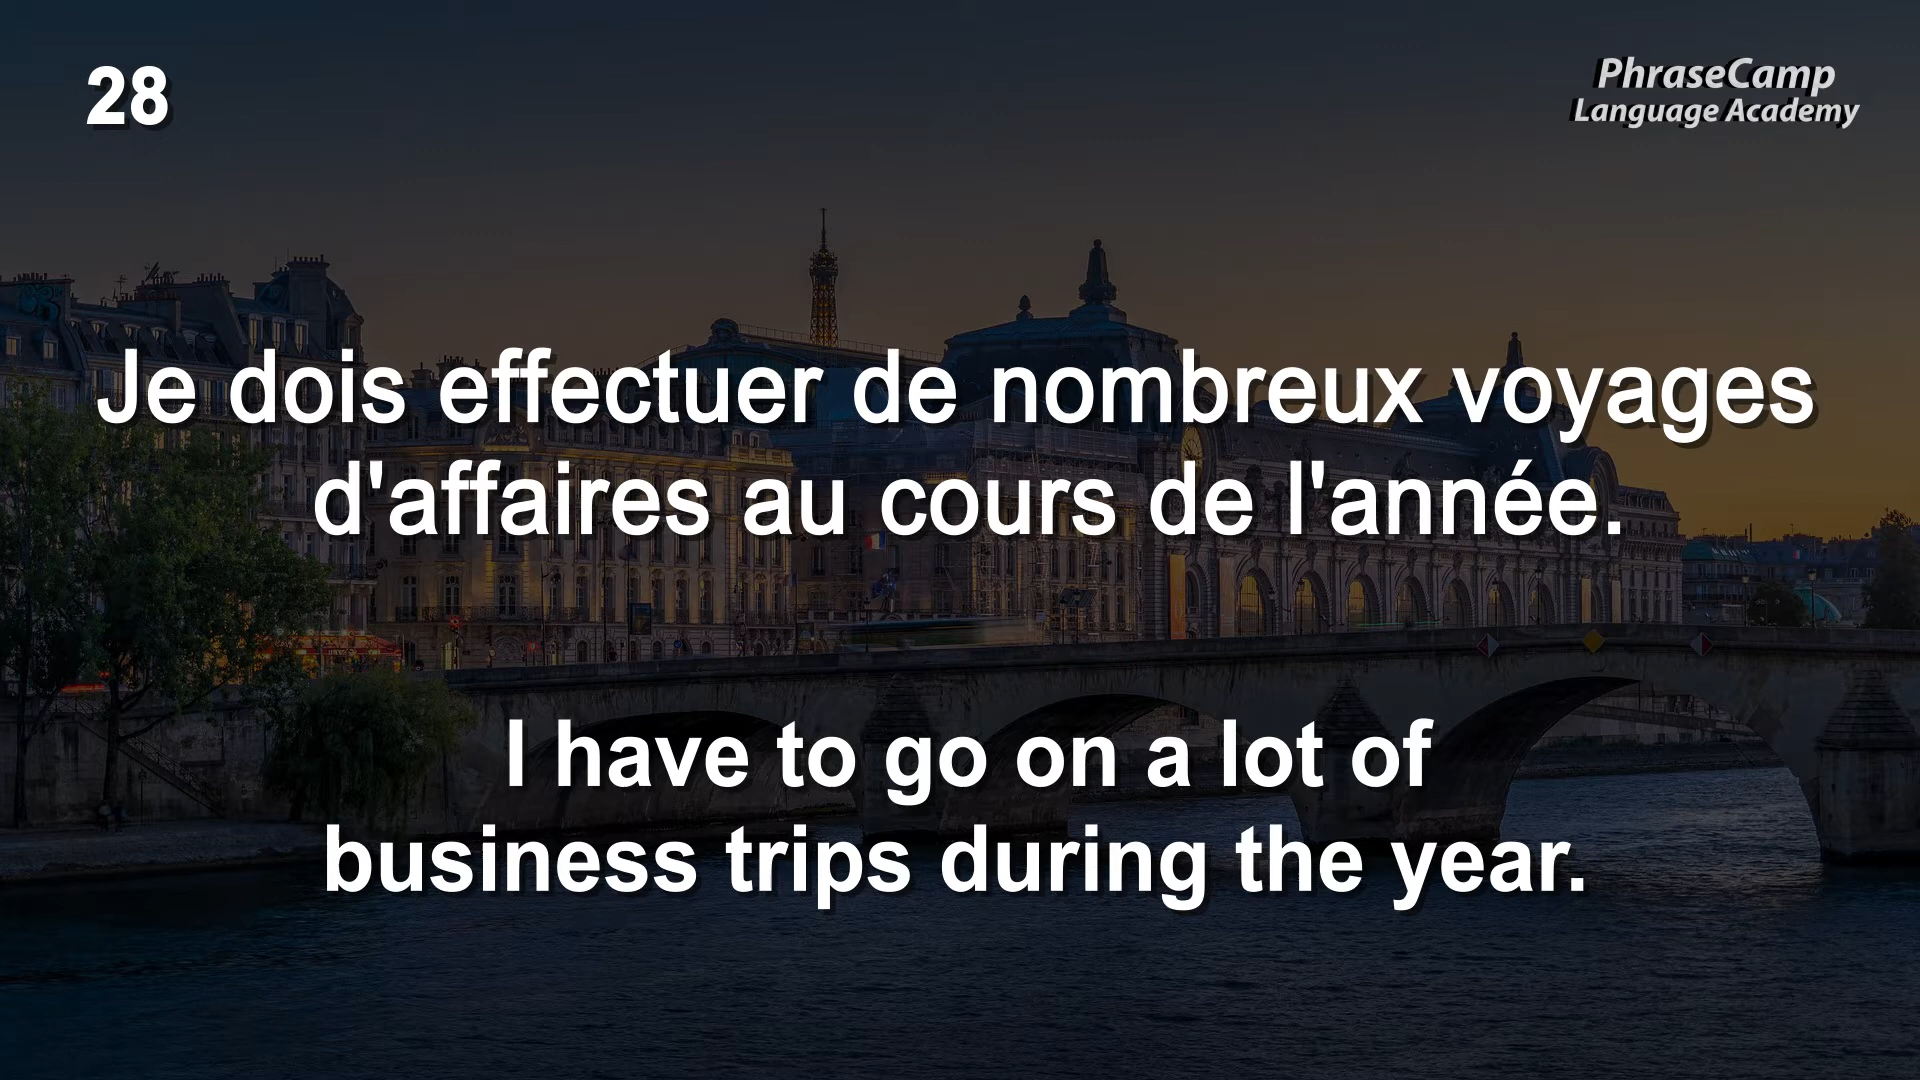 28
PhraseCamp
Language Academy
Je dois effectuer de nombreux voyages
d'affaires au cours de l'année.
I have to go on a lot of
business trips during the year.